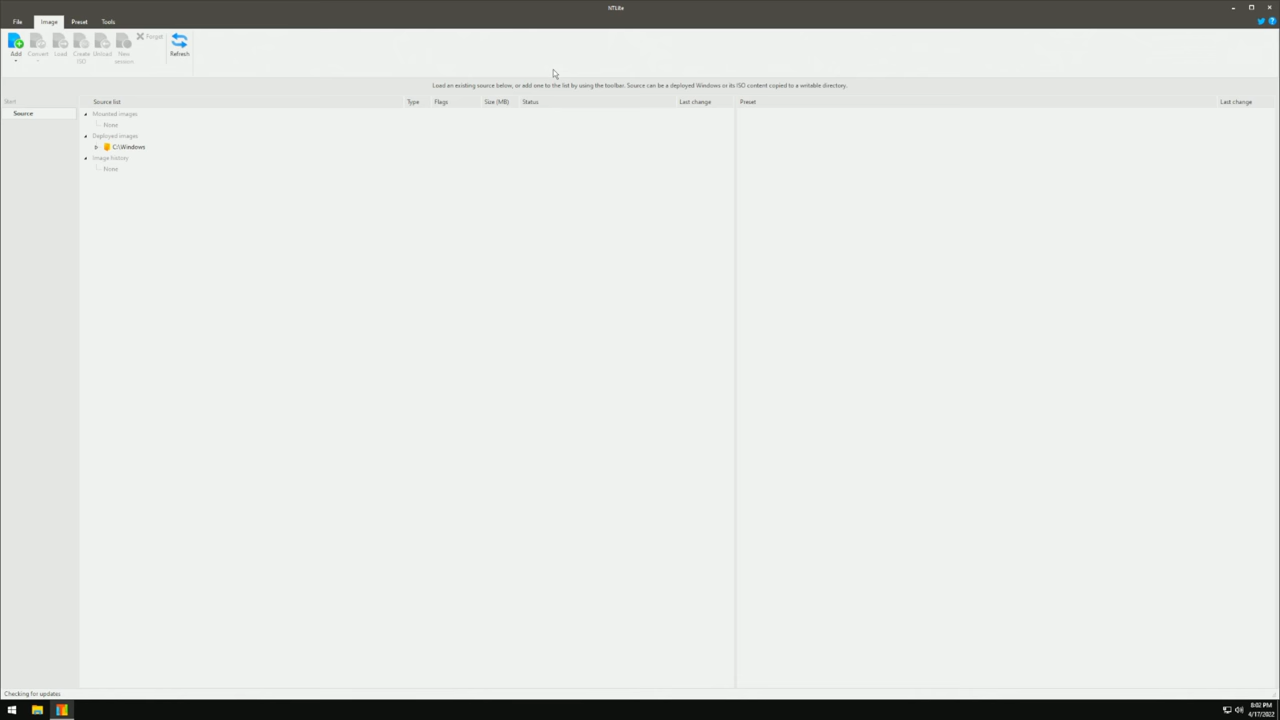 NTLite
File Image Preset Tools
Add Convert Load Create ISO Unload New session Forget Refresh
Load an existing source below, or add one to the list by using the toolbar. Source can be a deployed Windows or its ISO content copied to a writable directory.
Start
Source
Source list Type Flags Size (MB) Status Last change Preset Last change
Mounted images
None
Deployed images
C:\Windows
Image history
None
Checking for updates
8:02 PM
4/17/2022